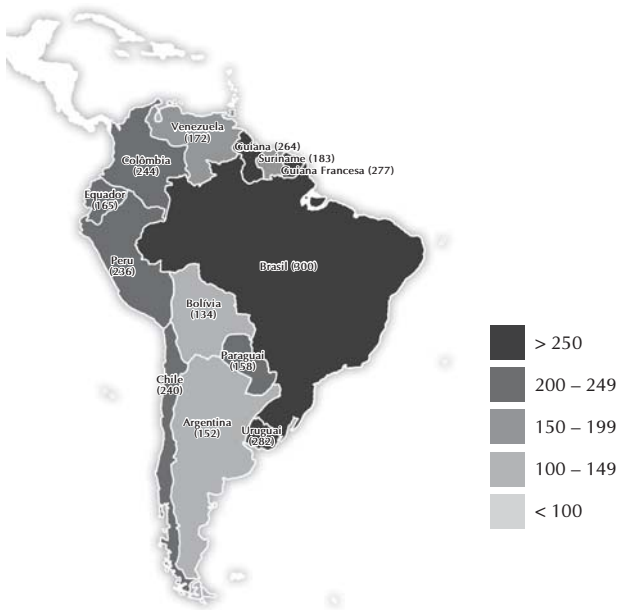 Venezuela
(172)
Guiana (264)
Suriname (183)
Guiana Francesa (277)
Colômbia
(244)
Equador
(165)
Peru
(236)
Brasil (300)
Bolívia
(134)
Paraguai
(158)
Chile
(240)
Argentina
(152)
Uruguai
(282)
> 250
200 – 249
150 – 199
100 – 149
< 100